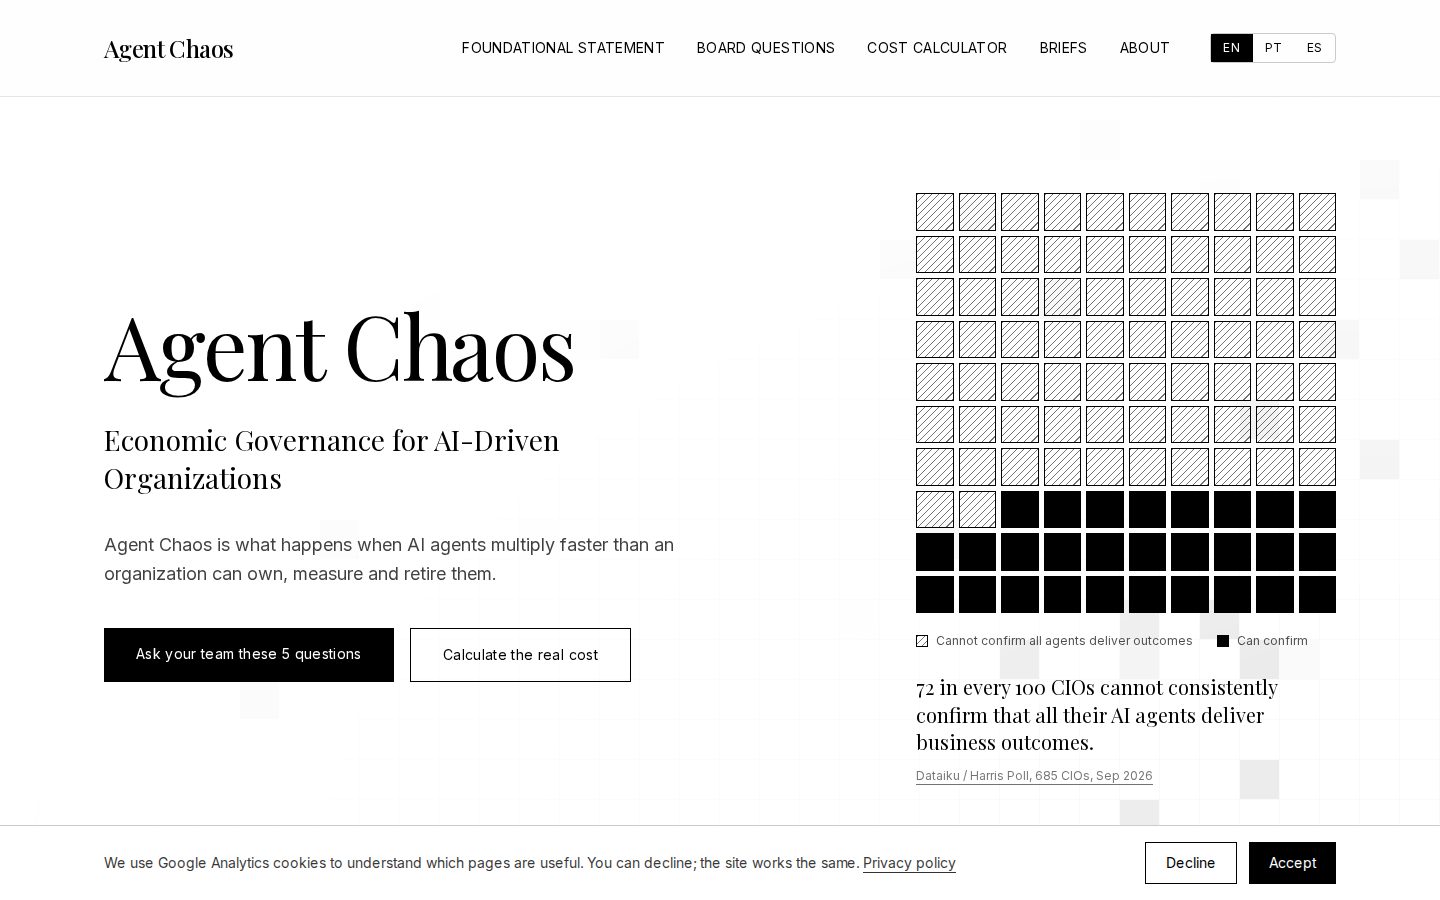 Agent Chaos
FOUNDATIONAL STATEMENT
BOARD QUESTIONS
COST CALCULATOR
BRIEFS
ABOUT
EN
PT
ES
Agent Chaos
Economic Governance for AI-Driven
Organizations
Agent Chaos is what happens when AI agents multiply faster than an
organization can own, measure and retire them.
Ask your team these 5 questions
Calculate the real cost
Cannot confirm all agents deliver outcomes
Can confirm
72 in every 100 CIOs cannot consistently
confirm that all their AI agents deliver
business outcomes.
Dataiku / Harris Poll, 685 CIOs, Sep 2026
We use Google Analytics cookies to understand which pages are useful. You can decline; the site works the same. Privacy policy
Decline
Accept